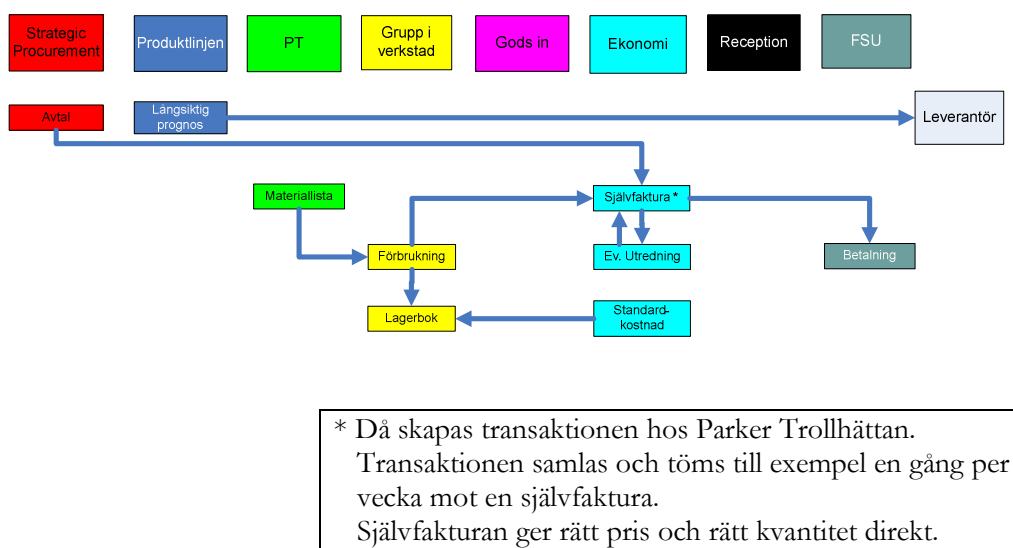 Strategic
Procurement
Produktlinjen
PT
Grupp i
verkstad
Gods in
Ekonomi
Reception
FSU
Avtal
Långsiktig
prognos
Leverantör
Materiallista
Självfaktura *
Förbrukning
Ev. Utredning
Betalning
Lagerbok
Standard-
kostnad
* Då skapas transaktionen hos Parker Trollhättan.
Transaktionen samlas och töms till exempel en gång per
vecka mot en självfaktura.
Självfakturan ger rätt pris och rätt kvantitet direkt.